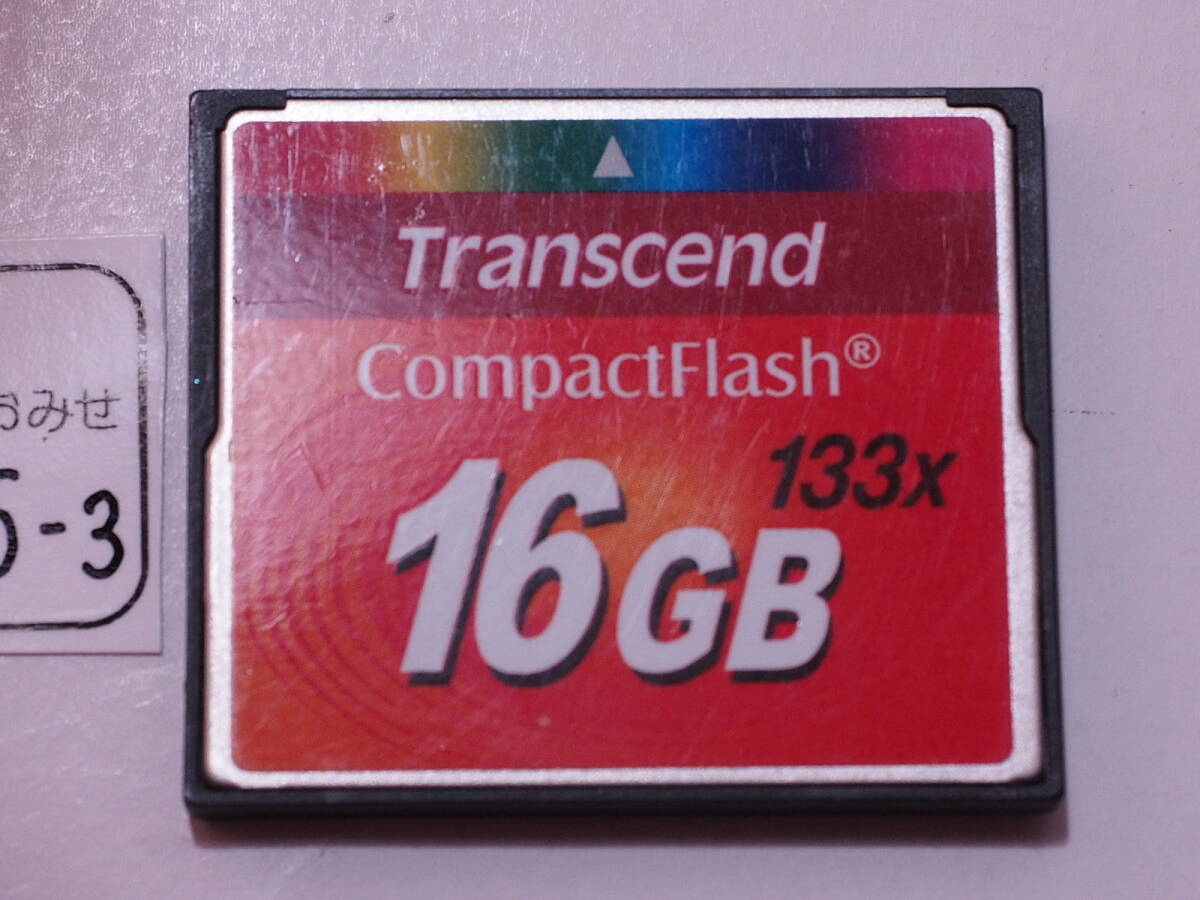 Transcend
CompactFlash®
133x
16GB
おみせ
-3